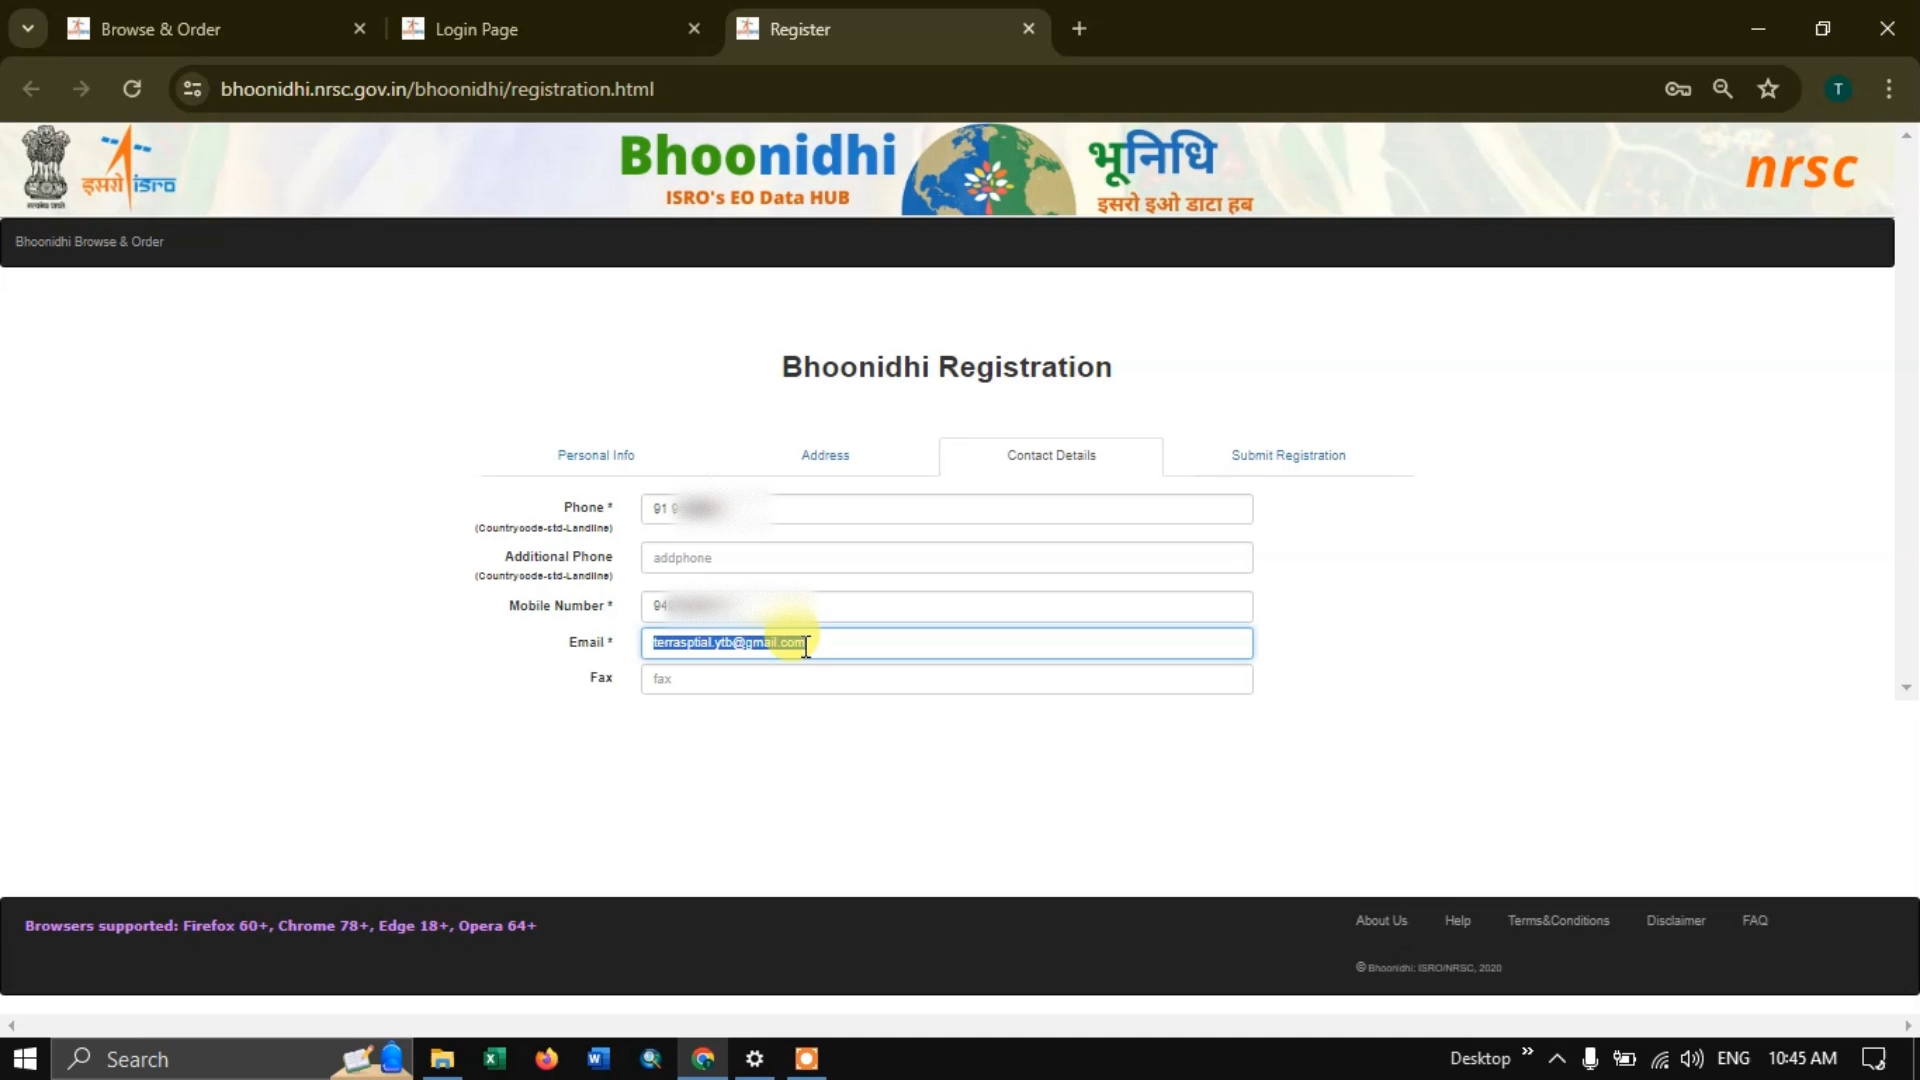 Browse & Order
Login Page
Register
bhoonidhi.nrsc.gov.in/bhoonidhi/registration.html
T
इसरो isro
Bhoonidhi
ISRO's EO Data HUB
भूनिधि
इसरो इओ डाटा हब
nrsc
Bhoonidhi Browse & Order
Bhoonidhi Registration
Personal Info
Address
Contact Details
Submit Registration
Phone *
91 9
(Countrycode-std-Landline)
Additional Phone
addphone
(Countrycode-std-Landline)
Mobile Number *
94
Email *
terrasptial.ytb@gmail.com
Fax
fax
Browsers supported: Firefox 60+, Chrome 78+, Edge 18+, Opera 64+
About Us
Help
Terms&Conditions
Disclaimer
FAQ
© Bhoonidhi: ISRO/NRSC, 2020
Search
Desktop
ENG
10:45 AM